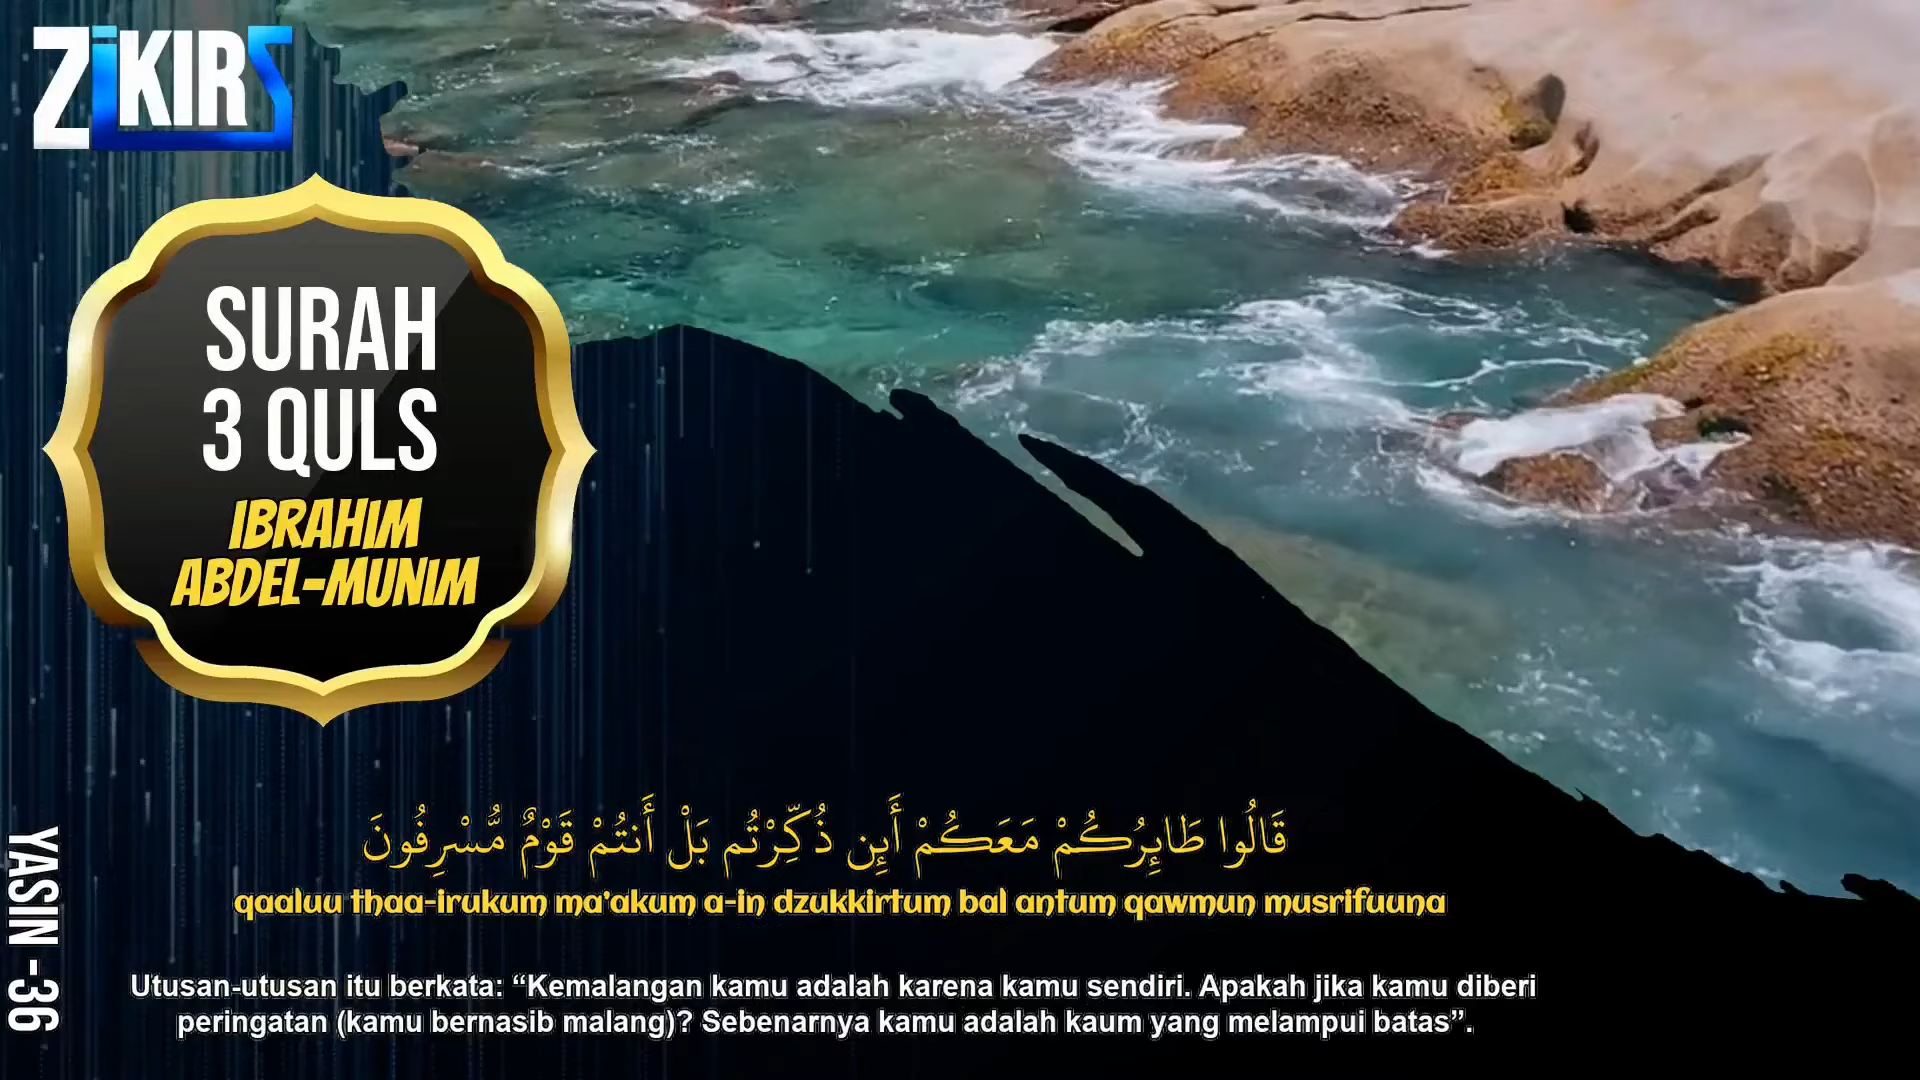 ZiKIRS
SURAH
3 QULS
IBRAHIM
ABDEL-MUNIM
قَالُوا طَائِرُكُمْ مَعَكُمْ أَئِن ذُكِّرْتُم بَلْ أَنتُمْ قَوْمٌ مُّسْرِفُونَ
qaaluu thaa-irukum ma'akum a-in dzukkirtum bal antum qawmun musrifuuna
Utusan-utusan itu berkata: “Kemalangan kamu adalah karena kamu sendiri. Apakah jika kamu diberi
peringatan (kamu bernasib malang)? Sebenarnya kamu adalah kaum yang melampui batas”.
YASIN -36